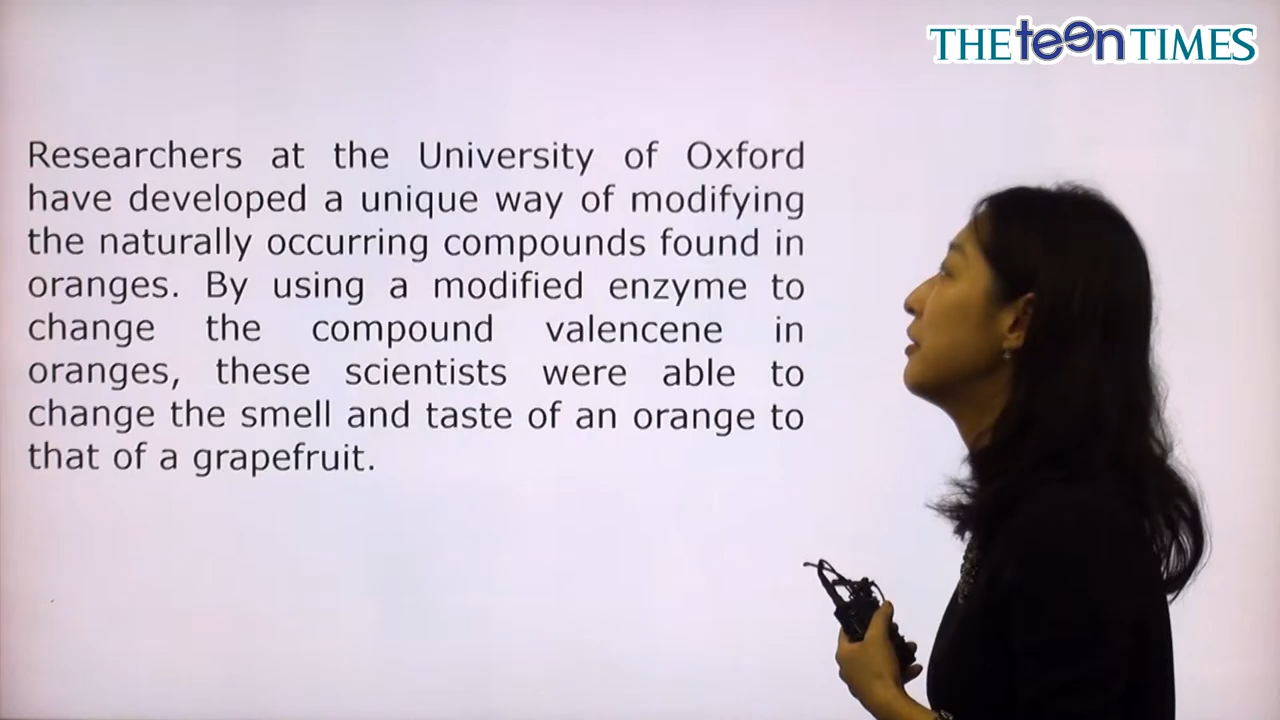 THE teen TIMES
Researchers at the University of Oxford
have developed a unique way of modifying
the naturally occurring compounds found in
oranges. By using a modified enzyme to
change the compound valencene in
oranges, these scientists were able to
change the smell and taste of an orange to
that of a grapefruit.